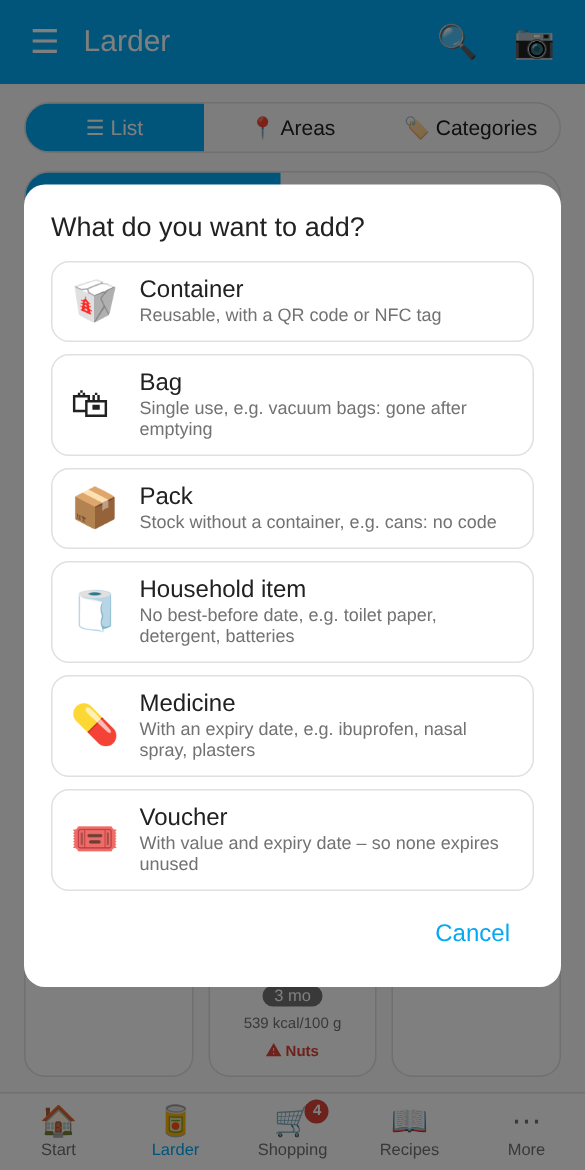 Larder
List
Areas
Categories
What do you want to add?
Container
Reusable, with a QR code or NFC tag
Bag
Single use, e.g. vacuum bags: gone after
emptying
Pack
Stock without a container, e.g. cans: no code
Household item
No best-before date, e.g. toilet paper,
detergent, batteries
Medicine
With an expiry date, e.g. ibuprofen, nasal
spray, plasters
Voucher
With value and expiry date – so none expires
unused
Cancel
3 mo
539 kcal/100 g
Nuts
4
Start
Larder
Shopping
Recipes
More